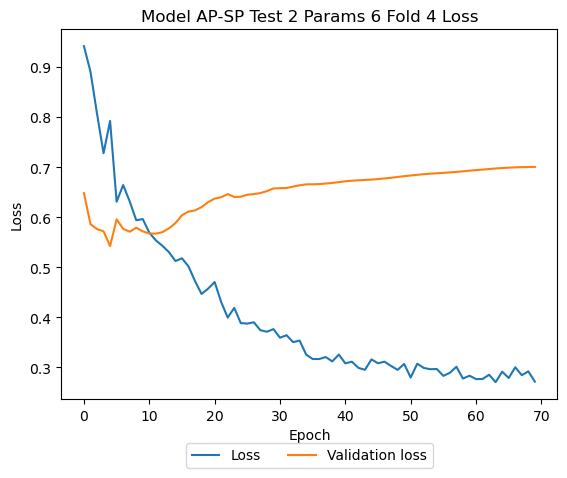 Model AP-SP Test 2 Params 6 Fold 4 Loss
Loss
0.9
0.8
0.7
0.6
0.5
0.4
0.3
0 10 20 30 40 50 60 70
Epoch
Loss Validation loss